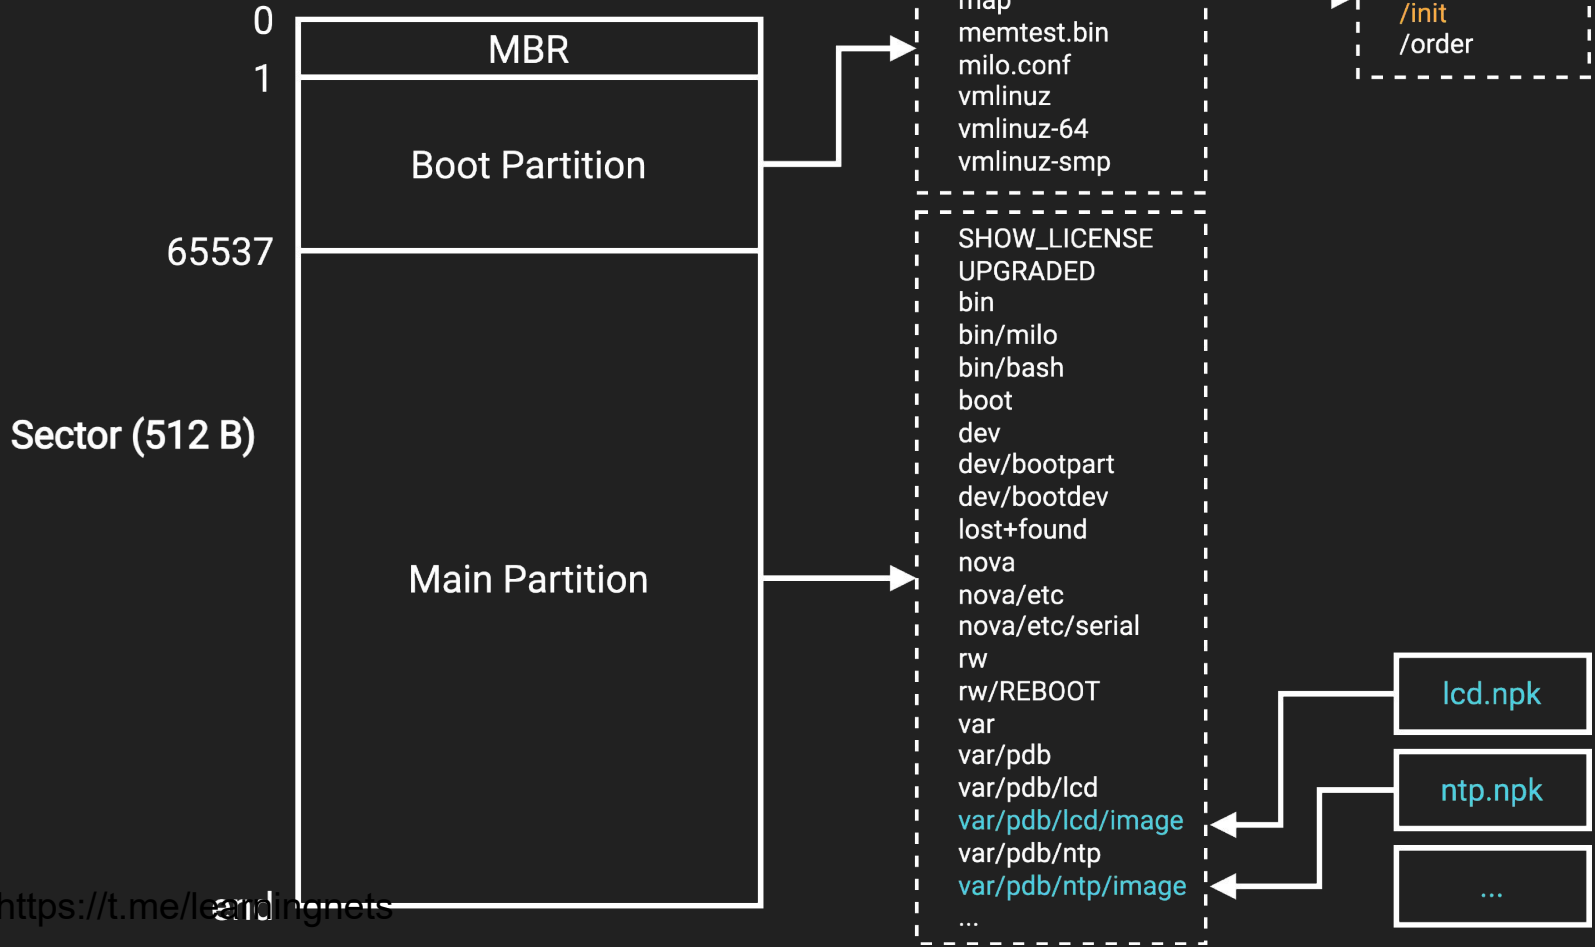 0
MBR
1
Boot Partition
65537
Sector (512 B)
Main Partition
end
map
memtest.bin
milo.conf
vmlinuz
vmlinuz-64
vmlinuz-smp
/init
/order
SHOW_LICENSE
UPGRADED
bin
bin/milo
bin/bash
boot
dev
dev/bootpart
dev/bootdev
lost+found
nova
nova/etc
nova/etc/serial
rw
rw/REBOOT
var
var/pdb
var/pdb/lcd
var/pdb/lcd/image
var/pdb/ntp
var/pdb/ntp/image
...
lcd.npk
ntp.npk
...
https://t.me/learningnets